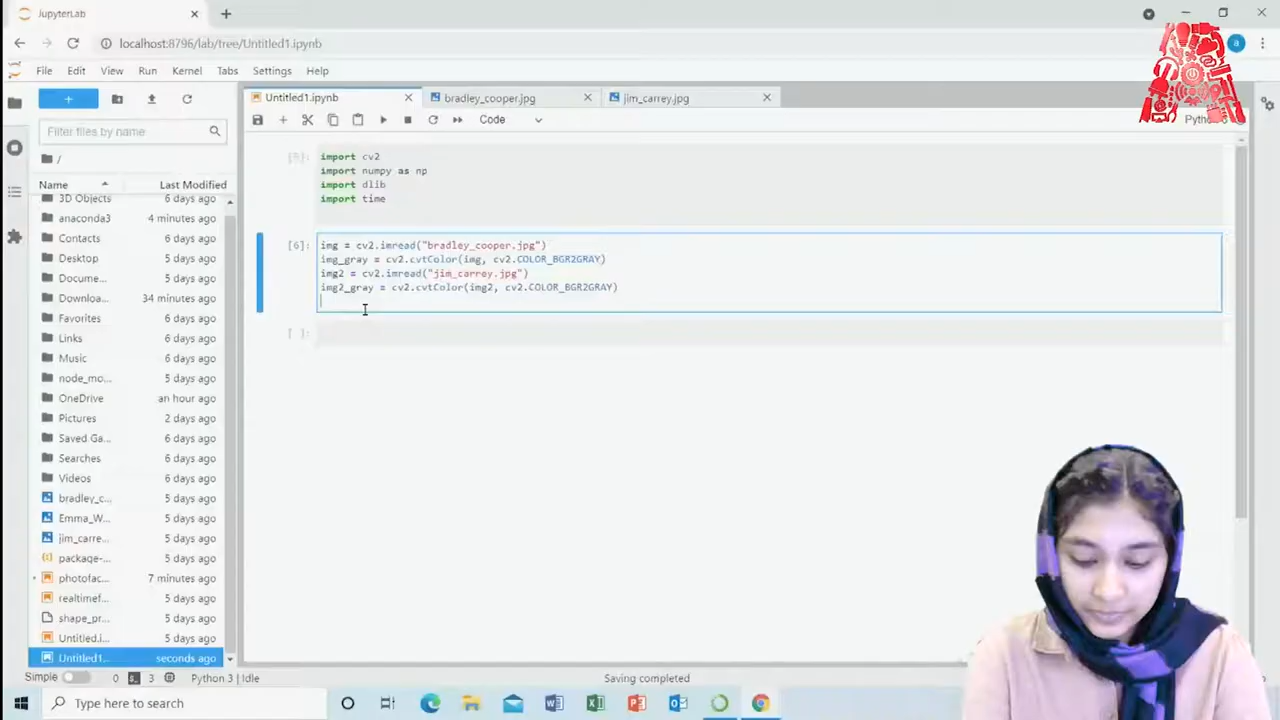 JupyterLab
localhost:8796/lab/tree/Untitled1.ipynb
a
File Edit View Run Kernel Tabs Settings Help
Untitled1.ipynb
bradley_cooper.jpg
jim_carrey.jpg
Filter files by name
Code
/
Name Last Modified
3D Objects 6 days ago
anaconda3 4 minutes ago
Contacts 6 days ago
Desktop 6 days ago
Docume... 6 days ago
Downloa... 34 minutes ago
Favorites 6 days ago
Links 6 days ago
Music 6 days ago
node_mo... 5 days ago
OneDrive an hour ago
Pictures 2 days ago
Saved Ga... 6 days ago
Searches 6 days ago
Videos 6 days ago
bradley_c... 5 days ago
Emma_W... 5 days ago
jim_carre... 5 days ago
package-... 5 days ago
photofac... 7 minutes ago
realtimef... 5 days ago
shape_pr... 5 days ago
Untitled.i... 5 days ago
Untitled1... seconds ago
[5]:
import cv2
import numpy as np
import dlib
import time
[6]:
img = cv2.imread("bradley_cooper.jpg")
img_gray = cv2.cvtColor(img, cv2.COLOR_BGR2GRAY)
img2 = cv2.imread("jim_carrey.jpg")
img2_gray = cv2.cvtColor(img2, cv2.COLOR_BGR2GRAY)
[ ]:
Simple 0 3 Python 3 | Idle Saving completed
Type here to search